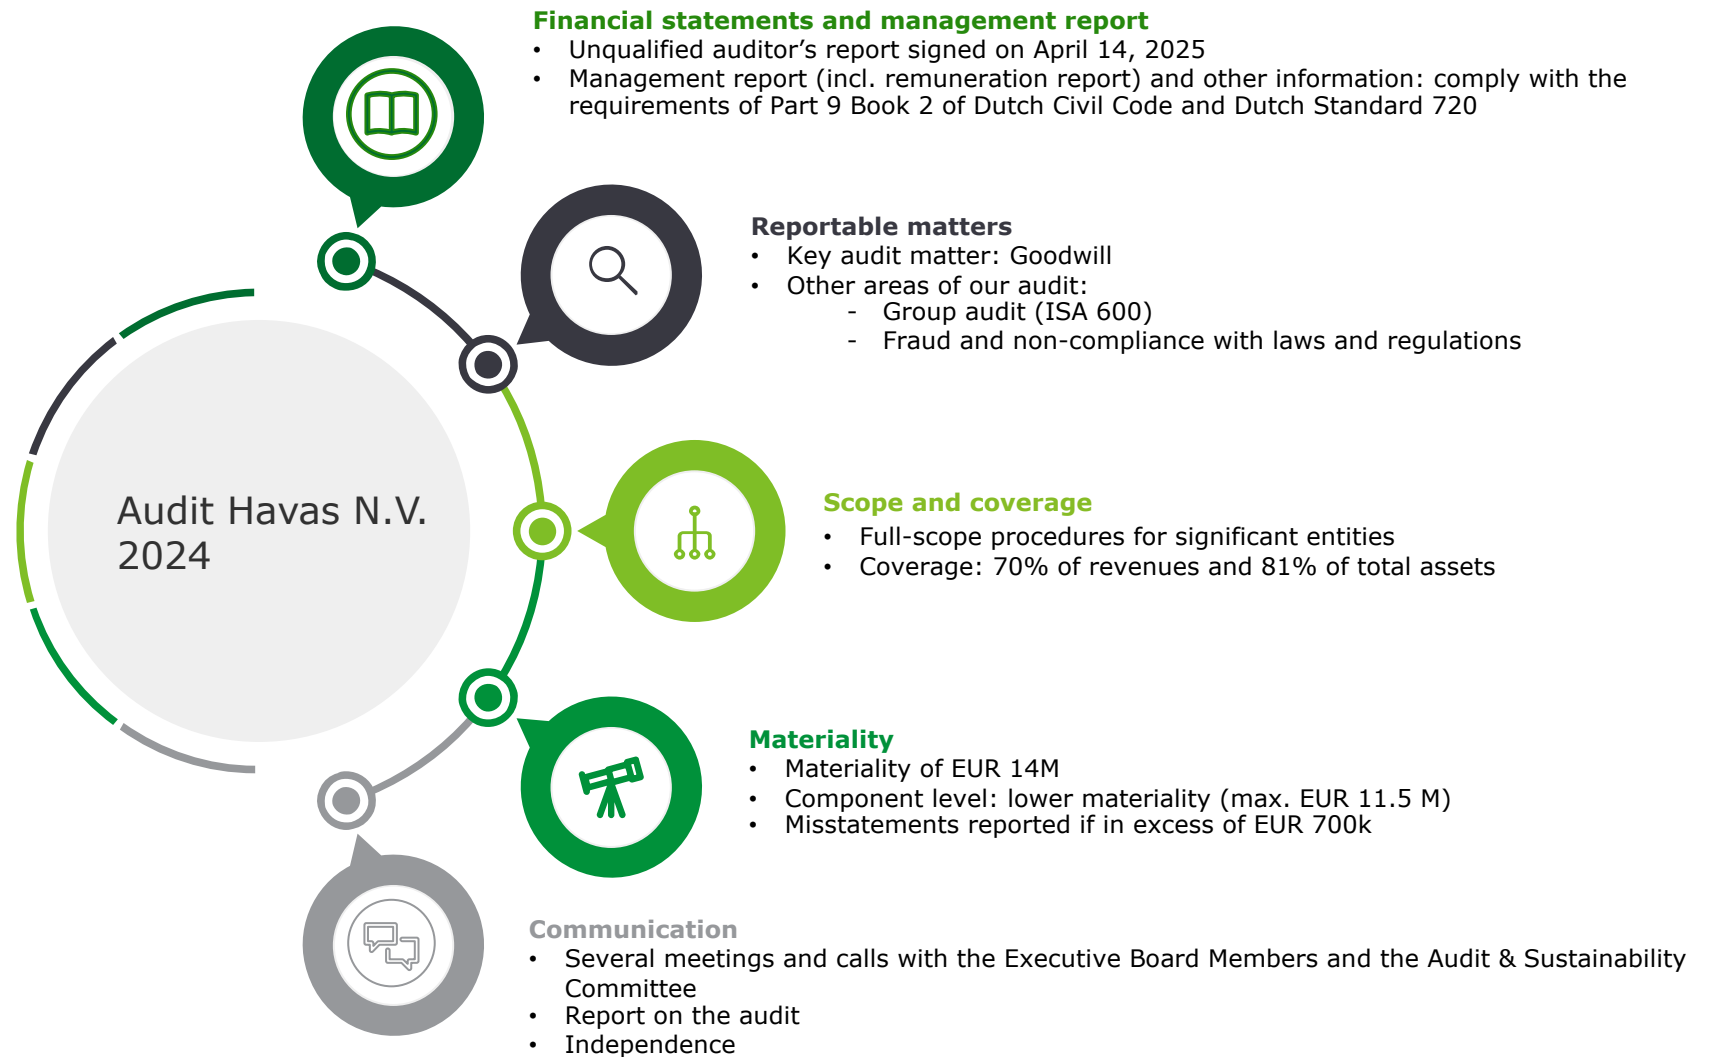 Financial statements and management report
• Unqualified auditor’s report signed on April 14, 2025
• Management report (incl. remuneration report) and other information: comply with the
requirements of Part 9 Book 2 of Dutch Civil Code and Dutch Standard 720
Reportable matters
• Key audit matter: Goodwill
• Other areas of our audit:
- Group audit (ISA 600)
- Fraud and non-compliance with laws and regulations
Audit Havas N.V.
2024
Scope and coverage
• Full-scope procedures for significant entities
• Coverage: 70% of revenues and 81% of total assets
Materiality
• Materiality of EUR 14M
• Component level: lower materiality (max. EUR 11.5 M)
• Misstatements reported if in excess of EUR 700k
Communication
• Several meetings and calls with the Executive Board Members and the Audit & Sustainability
Committee
• Report on the audit
• Independence